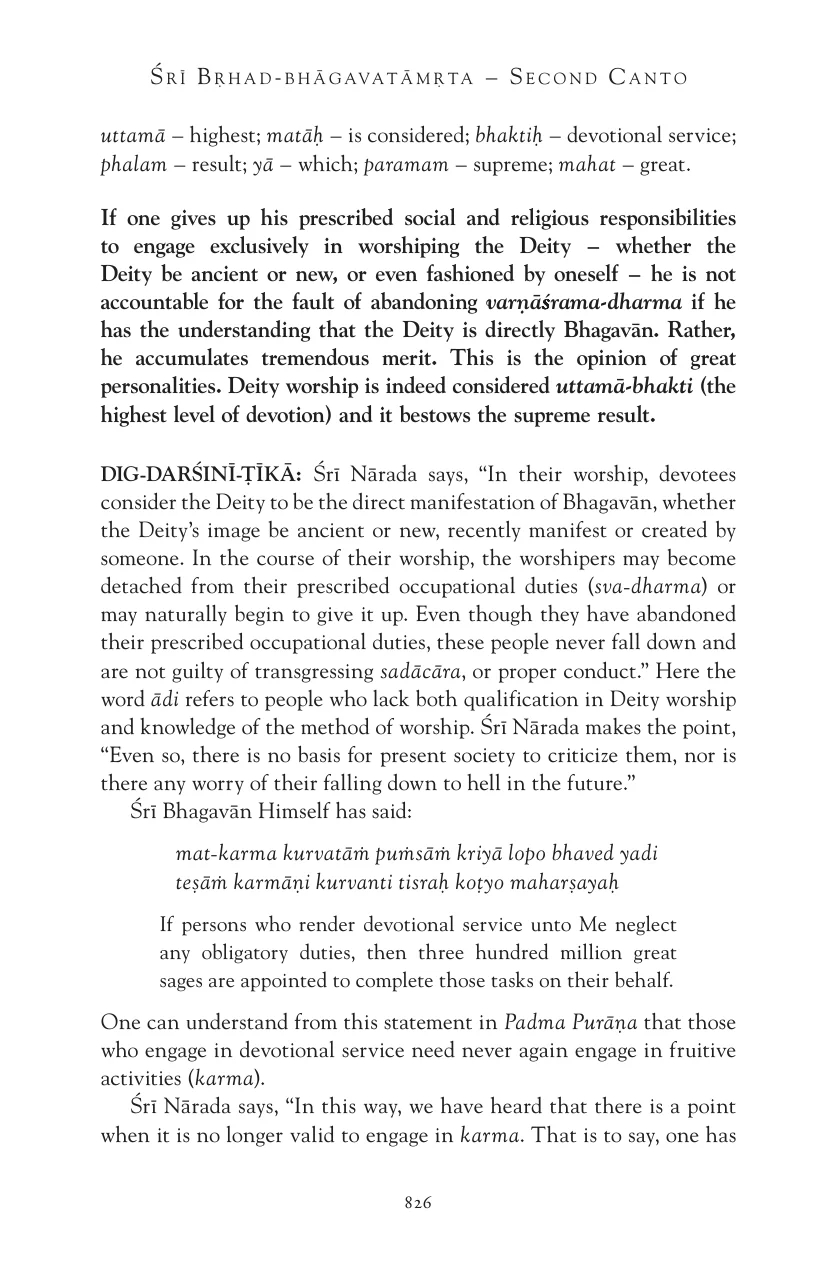 Śrī Bṛhad-bhāgavatāmṛta – Second Canto
uttamā – highest; matāḥ – is considered; bhaktiḥ – devotional service;
phalam – result; yā – which; paramam – supreme; mahat – great.
If one gives up his prescribed social and religious responsibilities
to engage exclusively in worshiping the Deity – whether the
Deity be ancient or new, or even fashioned by oneself – he is not
accountable for the fault of abandoning varṇāśrama-dharma if he
has the understanding that the Deity is directly Bhagavān. Rather,
he accumulates tremendous merit. This is the opinion of great
personalities. Deity worship is indeed considered uttamā-bhakti (the
highest level of devotion) and it bestows the supreme result.
DIG-DARŚINĪ-ṬĪKĀ: Śrī Nārada says, “In their worship, devotees
consider the Deity to be the direct manifestation of Bhagavān, whether
the Deity’s image be ancient or new, recently manifest or created by
someone. In the course of their worship, the worshipers may become
detached from their prescribed occupational duties (sva-dharma) or
may naturally begin to give it up. Even though they have abandoned
their prescribed occupational duties, these people never fall down and
are not guilty of transgressing sadācāra, or proper conduct.” Here the
word ādi refers to people who lack both qualification in Deity worship
and knowledge of the method of worship. Śrī Nārada makes the point,
“Even so, there is no basis for present society to criticize them, nor is
there any worry of their falling down to hell in the future.”
Śrī Bhagavān Himself has said:
mat-karma kurvatāṁ puṁsāṁ kriyā lopo bhaved yadi
teṣāṁ karmāṇi kurvanti tisraḥ koṭyo maharṣayaḥ
If persons who render devotional service unto Me neglect
any obligatory duties, then three hundred million great
sages are appointed to complete those tasks on their behalf.
One can understand from this statement in Padma Purāṇa that those
who engage in devotional service need never again engage in fruitive
activities (karma).
Śrī Nārada says, “In this way, we have heard that there is a point
when it is no longer valid to engage in karma. That is to say, one has
826